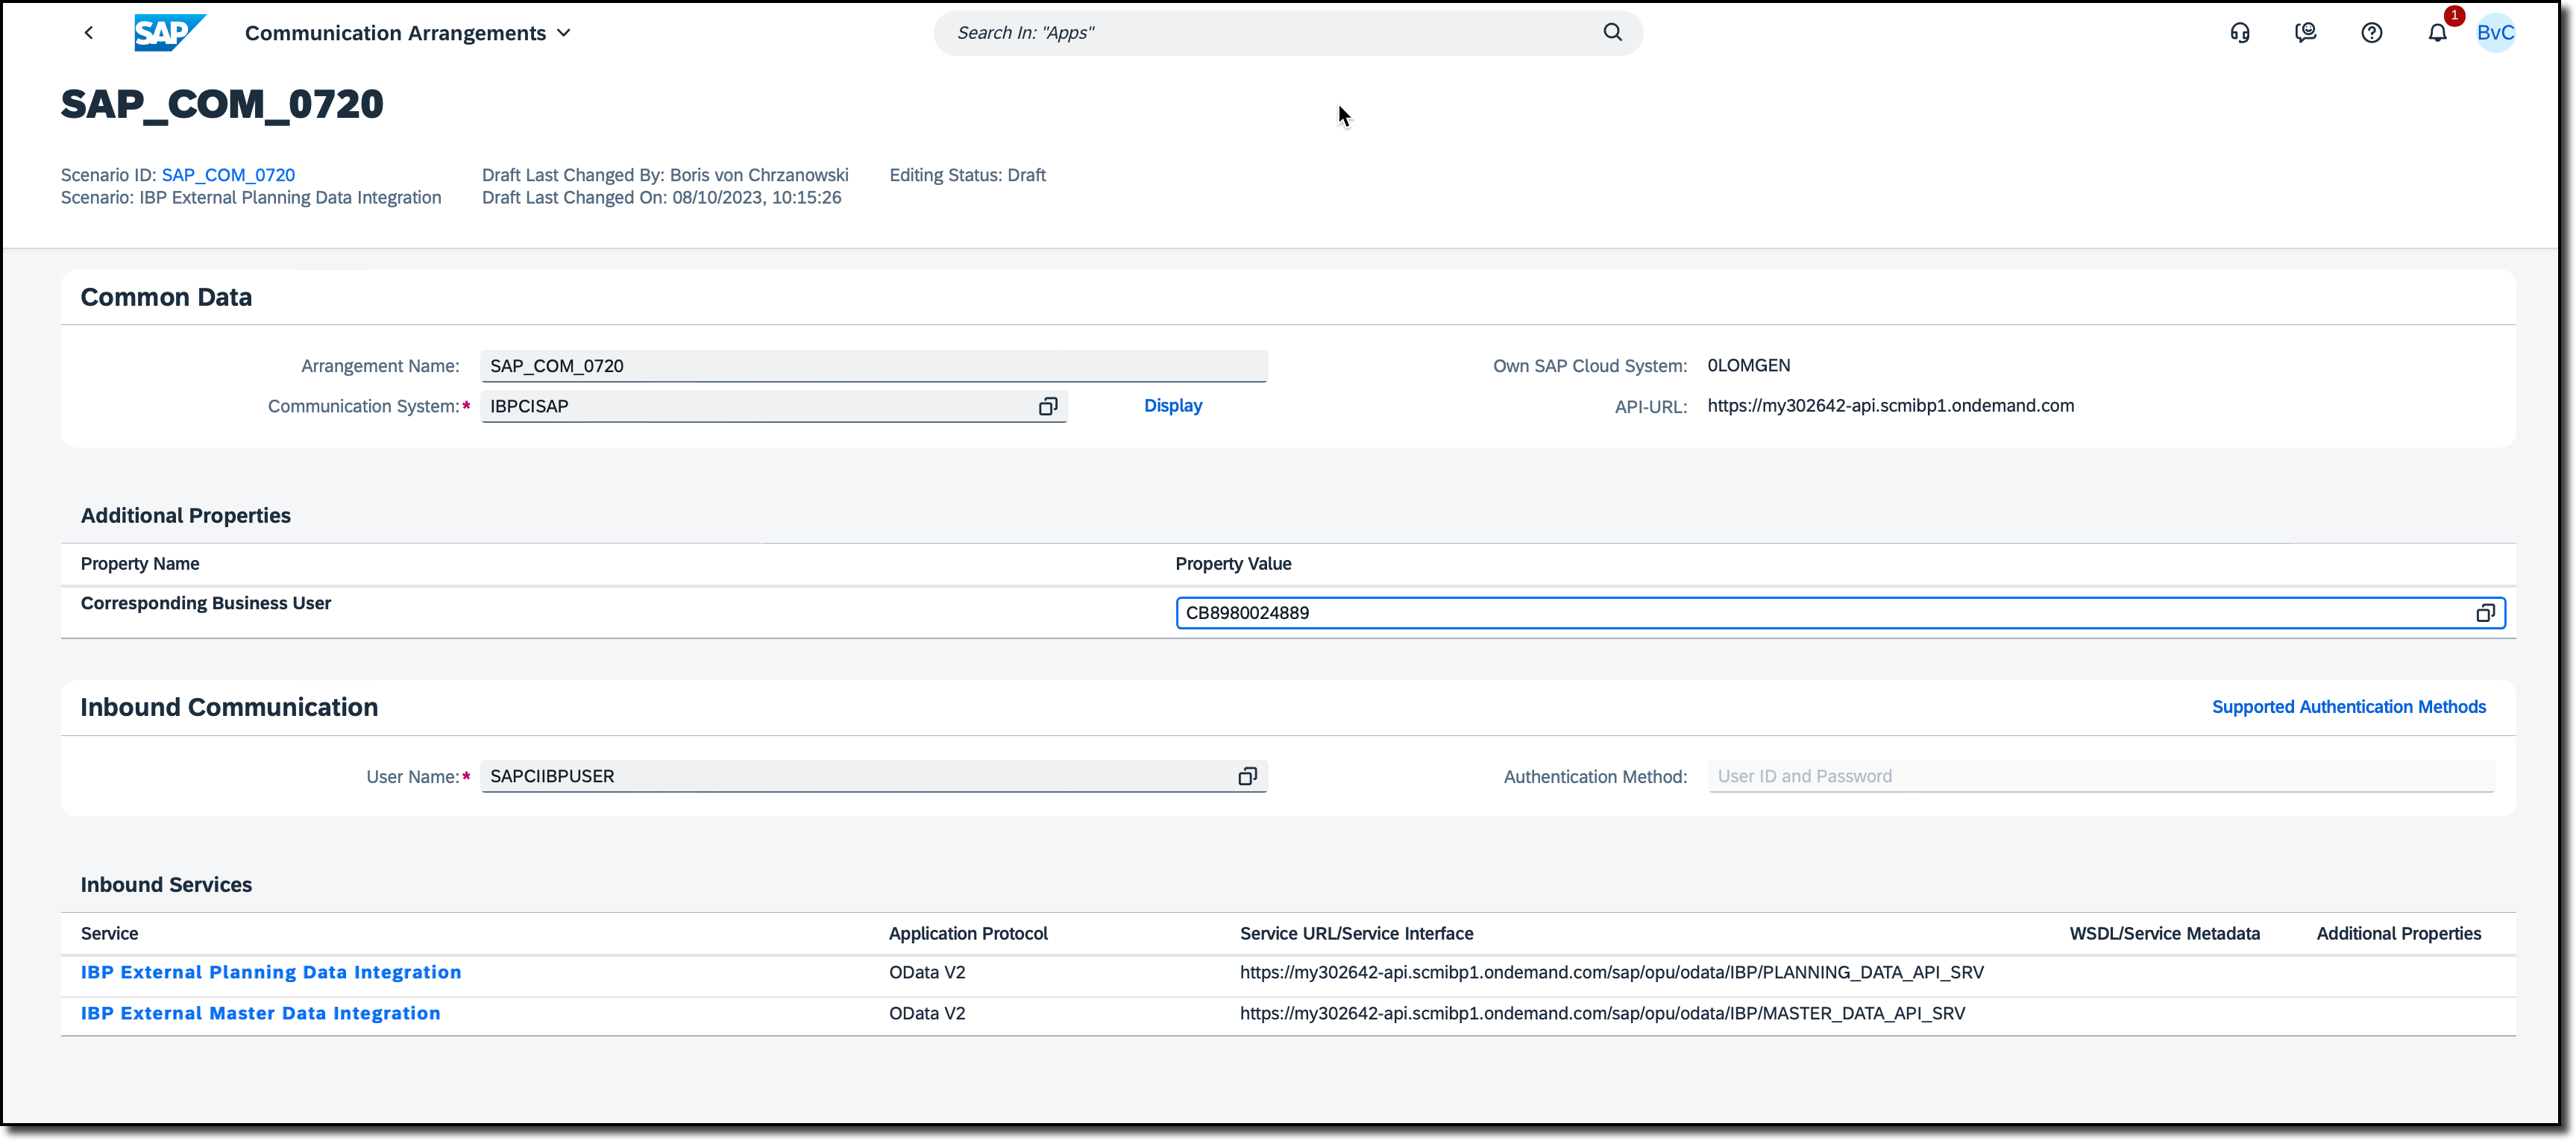 SAP Communication Arrangements Search In: "Apps" 1 BvC
SAP_COM_0720
Scenario ID: SAP_COM_0720 Draft Last Changed By: Boris von Chrzanowski Editing Status: Draft
Scenario: IBP External Planning Data Integration Draft Last Changed On: 08/10/2023, 10:15:26
Common Data
Arrangement Name: SAP_COM_0720 Own SAP Cloud System: 0LOMGEN
Communication System:* IBPCISAP Display API-URL: https://my302642-api.scmibp1.ondemand.com
Additional Properties
Property Name Property Value
Corresponding Business User CB8980024889
Inbound Communication Supported Authentication Methods
User Name:* SAPCIIBPUSER Authentication Method: User ID and Password
Inbound Services
Service Application Protocol Service URL/Service Interface WSDL/Service Metadata Additional Properties
IBP External Planning Data Integration OData V2 https://my302642-api.scmibp1.ondemand.com/sap/opu/odata/IBP/PLANNING_DATA_API_SRV
IBP External Master Data Integration OData V2 https://my302642-api.scmibp1.ondemand.com/sap/opu/odata/IBP/MASTER_DATA_API_SRV